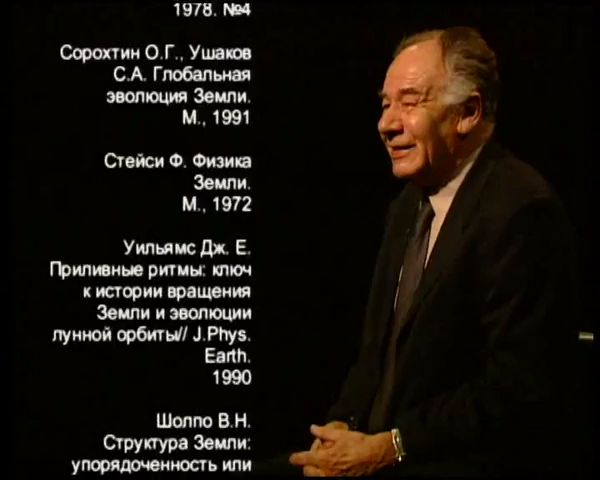 1978. №4
Сорохтин О.Г., Ушаков
С.А. Глобальная
эволюция Земли.
М., 1991
Стейси Ф. Физика
Земли.
М., 1972
Уильямс Дж. Е.
Приливные ритмы: ключ
к истории вращения
Земли и эволюции
лунной орбиты// J.Phys.
Earth.
1990
Шолпо В.Н.
Структура Земли:
упорядоченность или